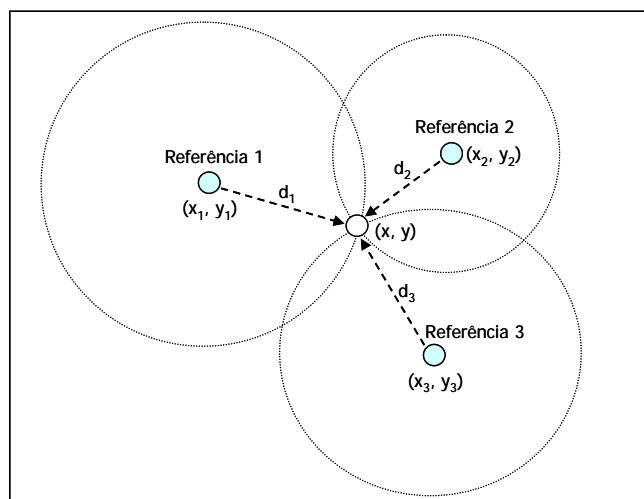 Referência 1
(x₁, y₁)
d₁
Referência 2
(x₂, y₂)
d₂
(x, y)
d₃
Referência 3
(x₃, y₃)